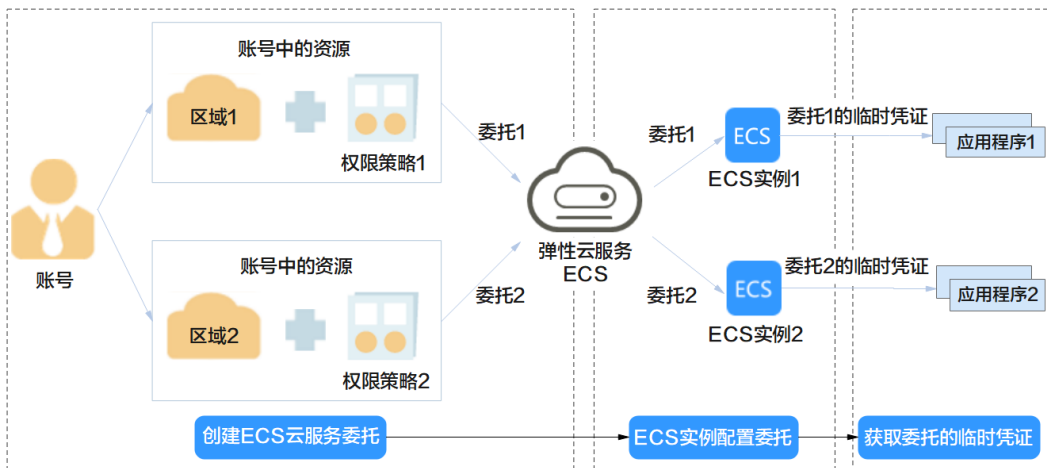 账号中的资源
区域1
权限策略1
账号
账号中的资源
区域2
权限策略2
委托1
委托2
弹性云服务
ECS
委托1
ECS
ECS实例1
委托2
ECS
ECS实例2
委托1的临时凭证
应用程序1
委托2的临时凭证
应用程序2
创建ECS云服务委托
ECS实例配置委托
获取委托的临时凭证